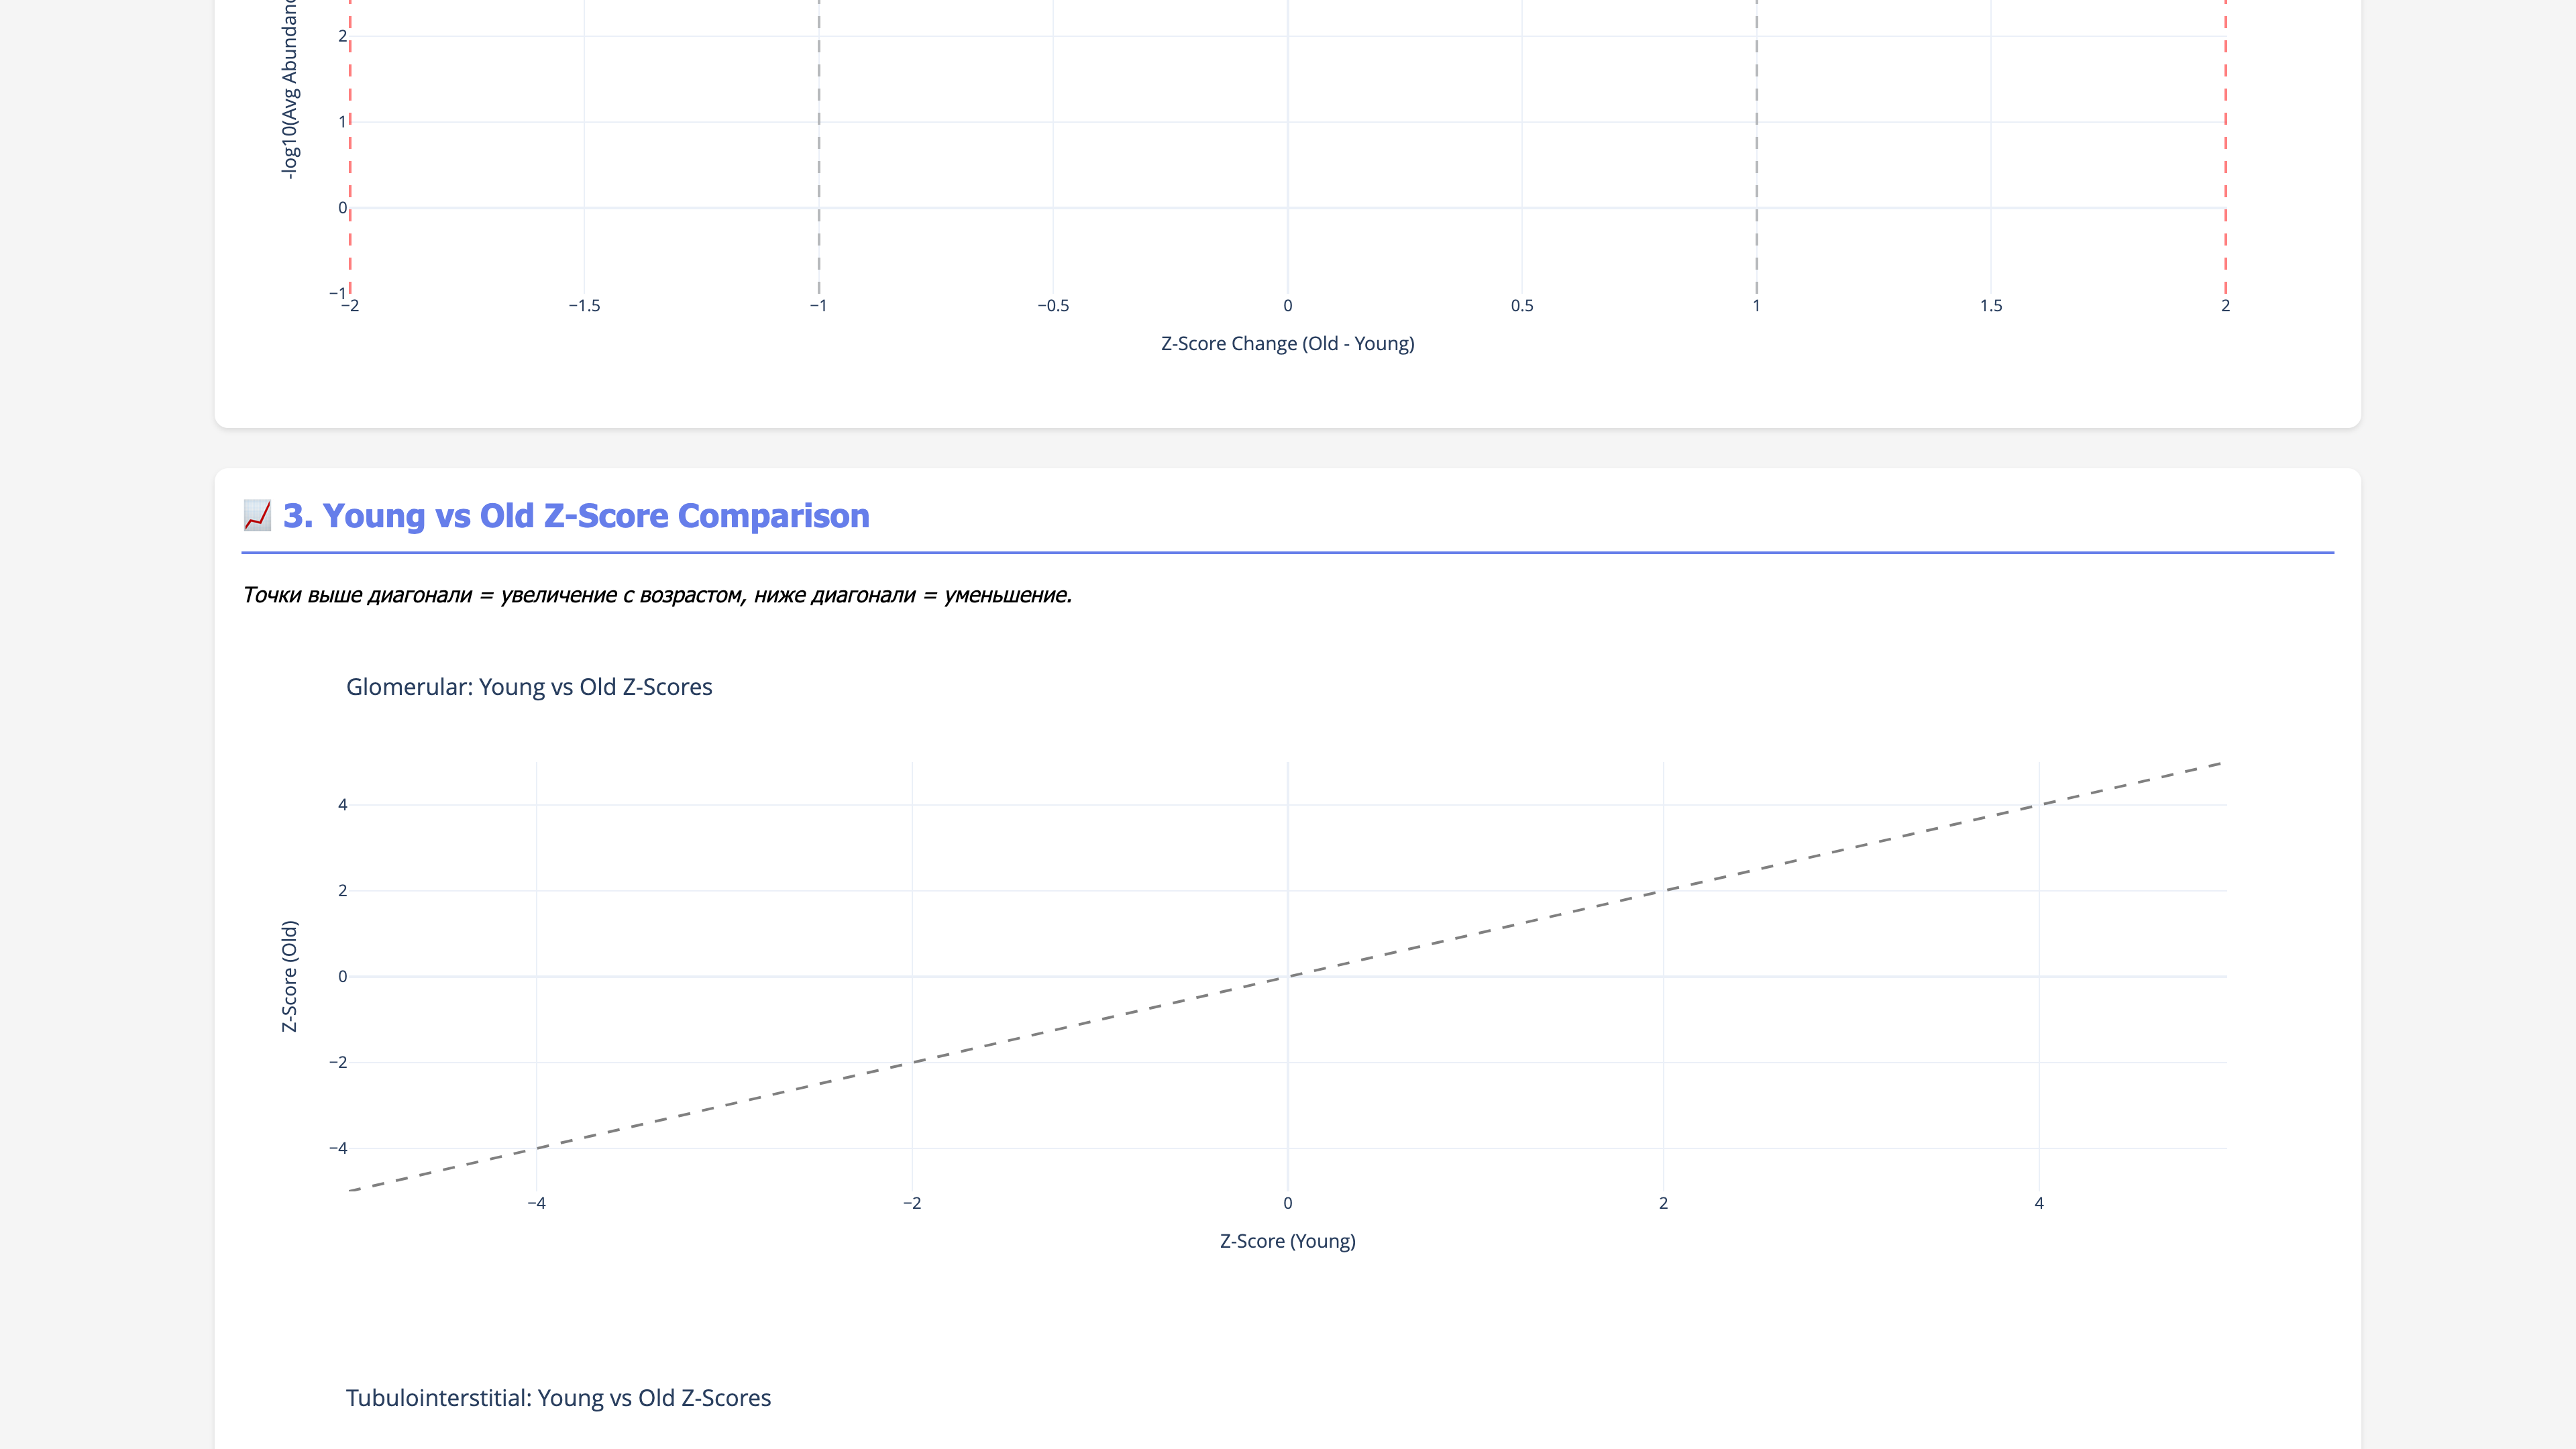 -log10(Avg Abundanc
2
1
0
−1
−2 −1.5 −1 −0.5 0 0.5 1 1.5 2
Z-Score Change (Old - Young)
3. Young vs Old Z-Score Comparison
Точки выше диагонали = увеличение с возрастом, ниже диагонали = уменьшение.
Glomerular: Young vs Old Z-Scores
Z-Score (Old)
4
2
0
−2
−4
−4 −2 0 2 4
Z-Score (Young)
Tubulointerstitial: Young vs Old Z-Scores